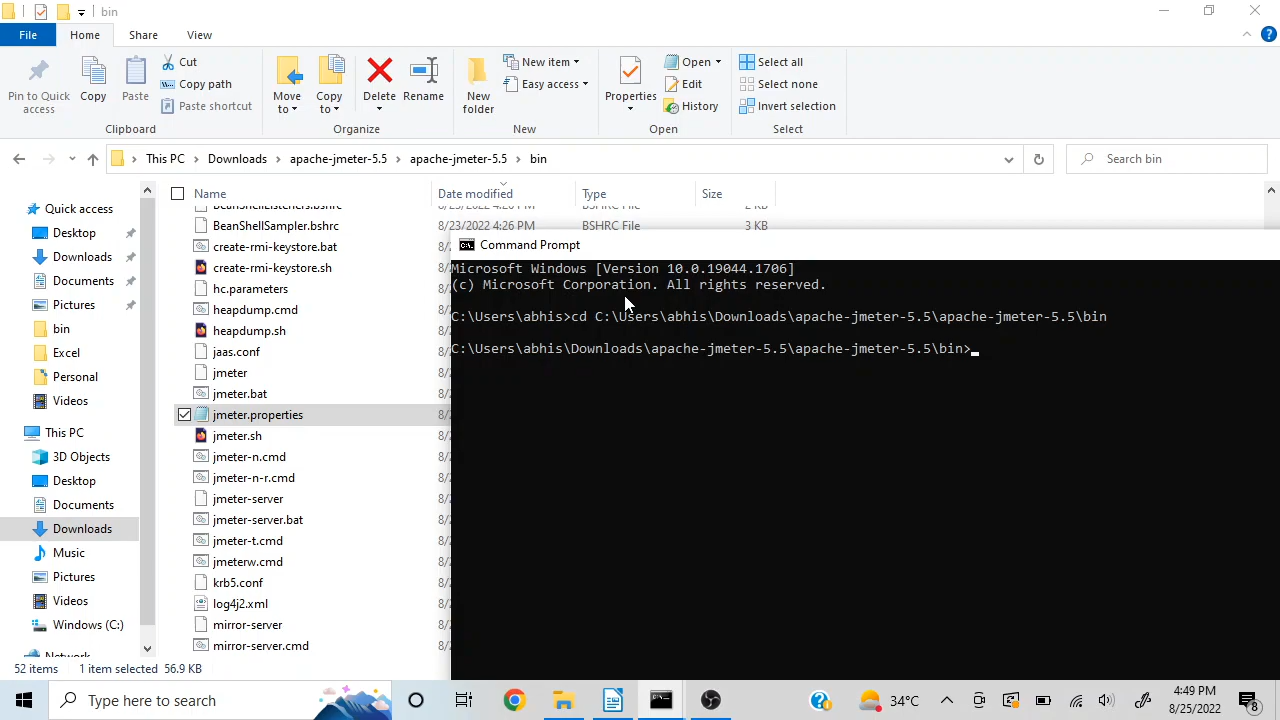 bin
File
Home
Share
View
Pin to Quick access
Copy
Paste
Cut
Copy path
Paste shortcut
Move to
Copy to
Delete
Rename
New folder
New item
Easy access
Properties
Open
Edit
History
Select all
Select none
Invert selection
Clipboard
Organize
New
Open
Select
This PC > Downloads > apache-jmeter-5.5 > apache-jmeter-5.5 > bin
Search bin
Name
Date modified
Type
Size
Quick access
Desktop
Downloads
Documents
Pictures
bin
Excel
Personal
Videos
This PC
3D Objects
Desktop
Documents
Downloads
Music
Pictures
Videos
Windows (C:)
BeanShellSampler.bshrc 8/23/2022 4:26 PM BSHRC File 3 KB
create-rmi-keystore.bat
create-rmi-keystore.sh
hc.parameters
heapdump.cmd
heapdump.sh
jaas.conf
jmeter
jmeter.bat
jmeter.properties
jmeter.sh
jmeter-n.cmd
jmeter-n-r.cmd
jmeter-server
jmeter-server.bat
jmeter-t.cmd
jmeterw.cmd
krb5.conf
log4j2.xml
mirror-server
mirror-server.cmd
52 items 1 item selected 56.9 KB
Command Prompt
Microsoft Windows [Version 10.0.19044.1706]
(c) Microsoft Corporation. All rights reserved.
C:\Users\abhis>cd C:\Users\abhis\Downloads\apache-jmeter-5.5\apache-jmeter-5.5\bin
C:\Users\abhis\Downloads\apache-jmeter-5.5\apache-jmeter-5.5\bin>
Type here to search
34°C
4:49 PM
8/25/2022
8